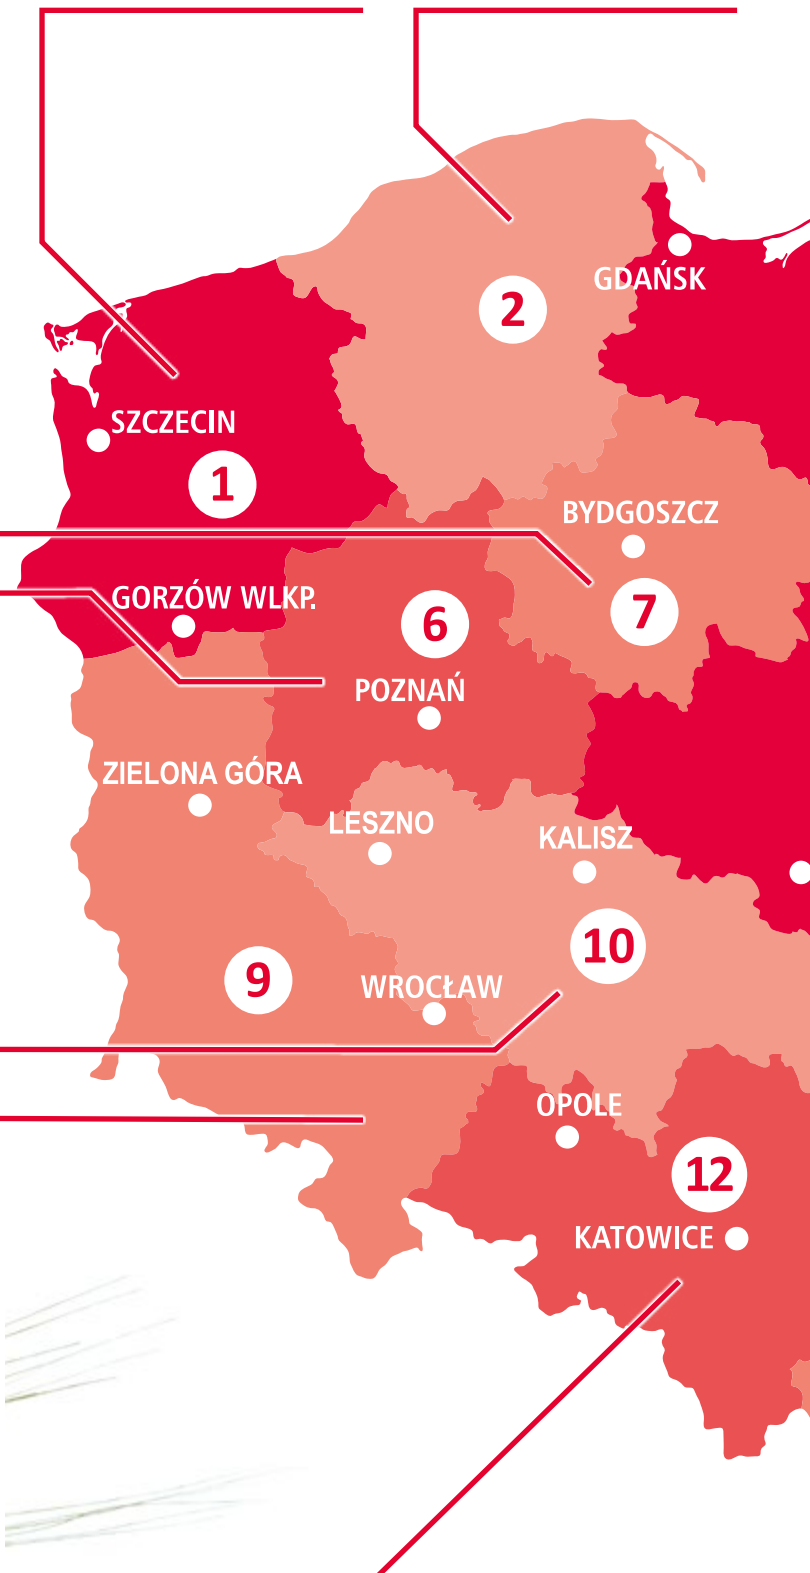 GDAŃSK
2
SZCZECIN
1
BYDGOSZCZ
GORZÓW WLKP.
6
7
POZNAŃ
ZIELONA GÓRA
LESZNO
KALISZ
10
9
WROCŁAW
OPOLE
12
KATOWICE